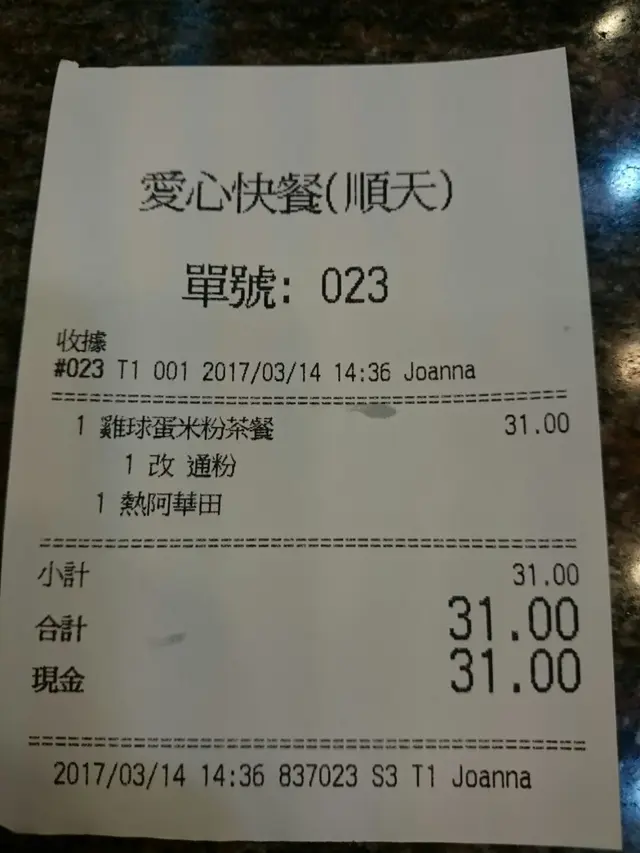 愛心快餐(順天)
單號: 023
收據
#023 T1 001 2017/03/14 14:36 Joanna
1 雞球蛋米粉茶餐 31.00
1 改 通粉
1 熱阿華田
小計 31.00
合計 31.00
現金 31.00
2017/03/14 14:36 837023 S3 T1 Joanna